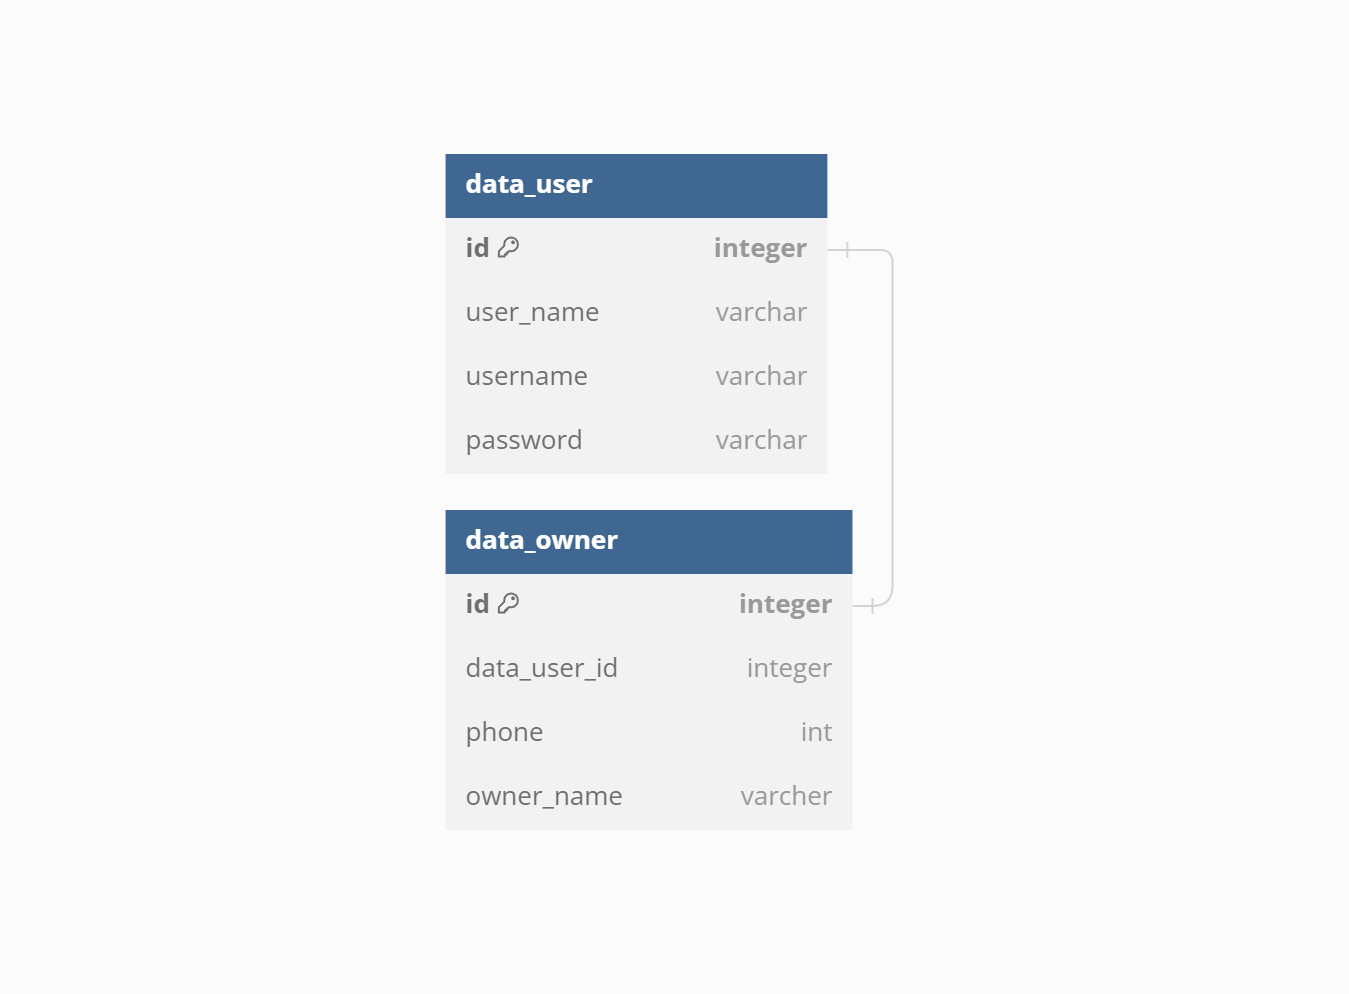 data_user
id integer
user_name varchar
username varchar
password varchar
data_owner
id integer
data_user_id integer
phone int
owner_name varcher